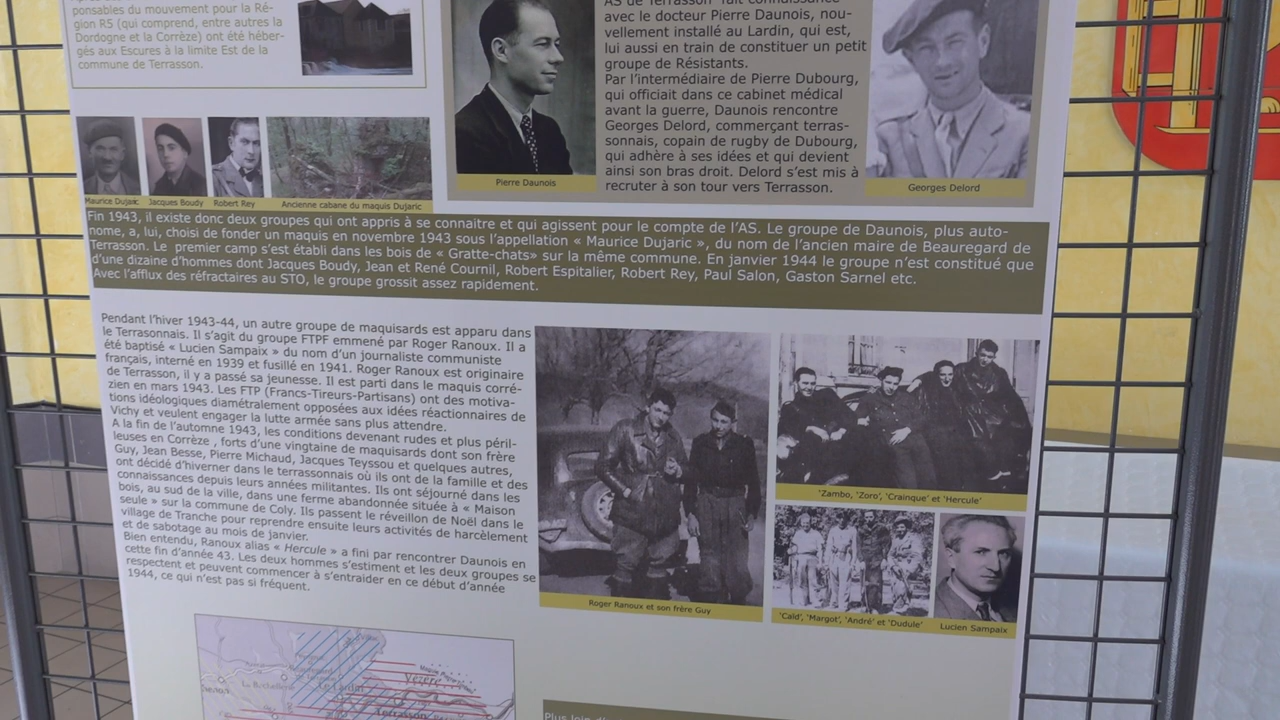 ponsables du mouvement pour la Ré-
gion R5 (qui comprend, entre autres la
Dordogne et la Corrèze) ont été héber-
gés aux Escures à la limite Est de la
commune de Terrasson.
AS de Terrasson fait connaissance
avec le docteur Pierre Daunois, nou-
vellement installé au Lardin, qui est,
lui aussi en train de constituer un petit
groupe de Résistants.
Par l'intermédiaire de Pierre Dubourg,
qui officiait dans ce cabinet médical
avant la guerre, Daunois rencontre
Georges Delord, commerçant terras-
sonnais, copain de rugby de Dubourg,
qui adhère à ses idées et qui devient
ainsi son bras droit. Delord s'est mis à
recruter à son tour vers Terrasson.
Pierre Daunois
Georges Delord
Maurice Dujaric
Jacques Boudy
Robert Rey
Ancienne cabane du maquis Dujaric
Fin 1943, il existe donc deux groupes qui ont appris à se connaitre et qui agissent pour le compte de l'AS. Le groupe de Daunois, plus auto-
nome, a, lui, choisi de fonder un maquis en novembre 1943 sous l'appellation « Maurice Dujaric », du nom de l'ancien maire de Beauregard de
Terrasson. Le premier camp s'est établi dans les bois de « Gratte-chats» sur la même commune. En janvier 1944 le groupe n'est constitué que
d'une dizaine d'hommes dont Jacques Boudy, Jean et René Cournil, Robert Espitalier, Robert Rey, Paul Salon, Gaston Sarnel etc.
Avec l'afflux des réfractaires au STO, le groupe grossit assez rapidement.
Pendant l'hiver 1943-44, un autre groupe de maquisards est apparu dans
le Terrasonnais. Il s'agit du groupe FTPF emmené par Roger Ranoux. Il a
été baptisé « Lucien Sampaix » du nom d'un journaliste communiste
français, interné en 1939 et fusillé en 1941. Roger Ranoux est originaire
de Terrasson, il y a passé sa jeunesse. Il est parti dans le maquis corré-
zien en mars 1943. Les FTP (Francs-Tireurs-Partisans) ont des motiva-
tions idéologiques diamétralement opposées aux idées réactionnaires de
Vichy et veulent engager la lutte armée sans plus attendre.
A la fin de l'automne 1943, les conditions devenant rudes et plus péril-
leuses en Corrèze , forts d'une vingtaine de maquisards dont son frère
Guy, Jean Besse, Pierre Michaud, Jacques Teyssou et quelques autres,
ont décidé d'hiverner dans le terrassonnais où ils ont de la famille et des
connaissances depuis leurs années militantes. Ils ont séjourné dans les
bois, au sud de la ville, dans une ferme abandonnée située à « Maison
seule » sur la commune de Coly. Ils passent le réveillon de Noël dans le
village de Tranche pour reprendre ensuite leurs activités de harcèlement
et de sabotage au mois de janvier.
Bien entendu, Ranoux alias « Hercule » a fini par rencontrer Daunois en
cette fin d'année 43. Les deux hommes s'estiment et les deux groupes se
respectent et peuvent commencer à s'entraider en ce début d'année
1944, ce qui n'est pas si fréquent.
Roger Ranoux et son frère Guy
'Zambo, 'Zoro', 'Crainque' et 'Hercule'
'Cald', 'Margot', 'André' et 'Dudule'
Lucien Sampaix
Le Lardin
Vézère
Terrasson
Plus loin